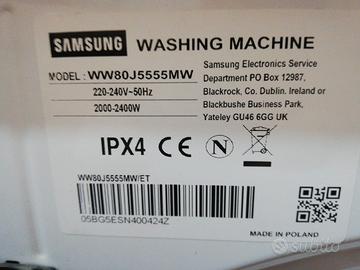 SAMSUNG WASHING MACHINE
MODEL: WW80J5555MW
220-240V~50Hz
2000-2400W
Samsung Electronics Service
Department PO Box 12987,
Blackrock, Co. Dublin. Ireland or
Blackbushe Business Park,
Yateley GU46 6GG UK
IPX4 CE N
WW80J5555MW/ET
05BG5ESN400424Z
MADE IN POLAND
subito